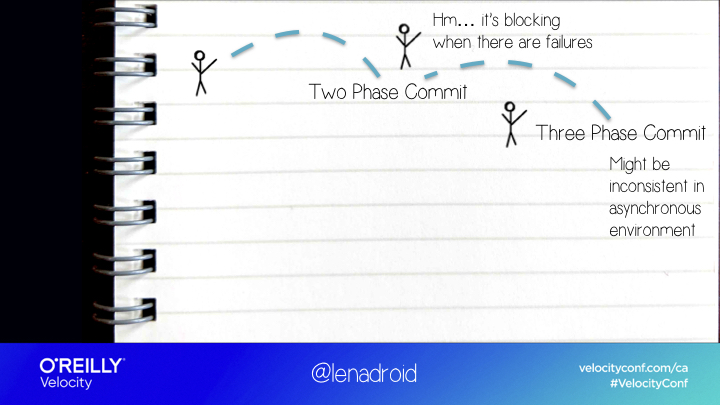 Hm... it's blocking
when there are failures
Two Phase Commit
Three Phase Commit
Might be
inconsistent in
asynchronous
environment
O'REILLY®
Velocity
@lenadroid
velocityconf.com/ca
#VelocityConf